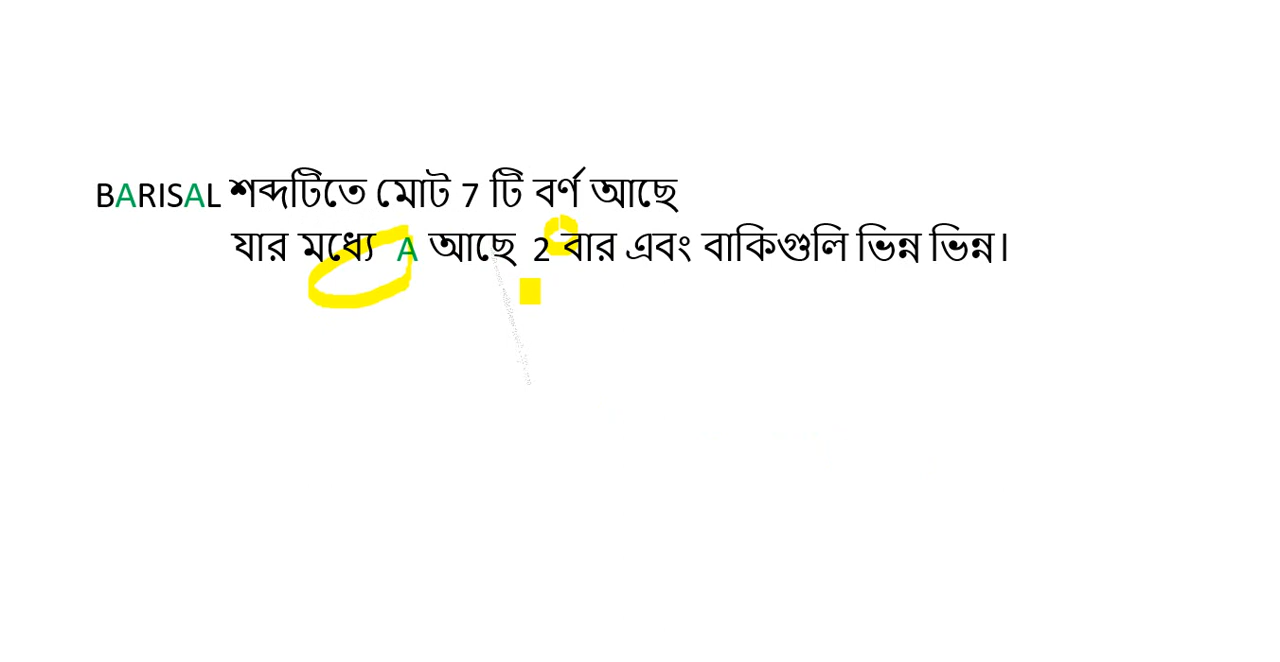 BARISAL শব্দটিতে মোট 7 টি বর্ণ আছে
যার মধ্যে A আছে 2 বার এবং বাকিগুলি ভিন্ন ভিন্ন।